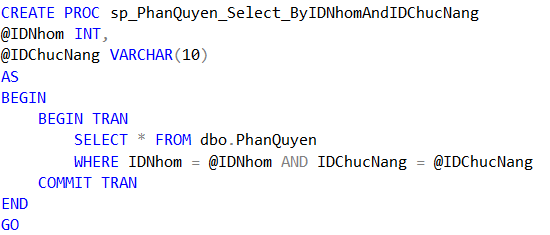 CREATE PROC sp_PhanQuyen_Select_ByIDNhomAndIDChucNang
@IDNhom INT,
@IDChucNang VARCHAR(10)
AS
BEGIN
    BEGIN TRAN
        SELECT * FROM dbo.PhanQuyen
        WHERE IDNhom = @IDNhom AND IDChucNang = @IDChucNang
    COMMIT TRAN
END
GO